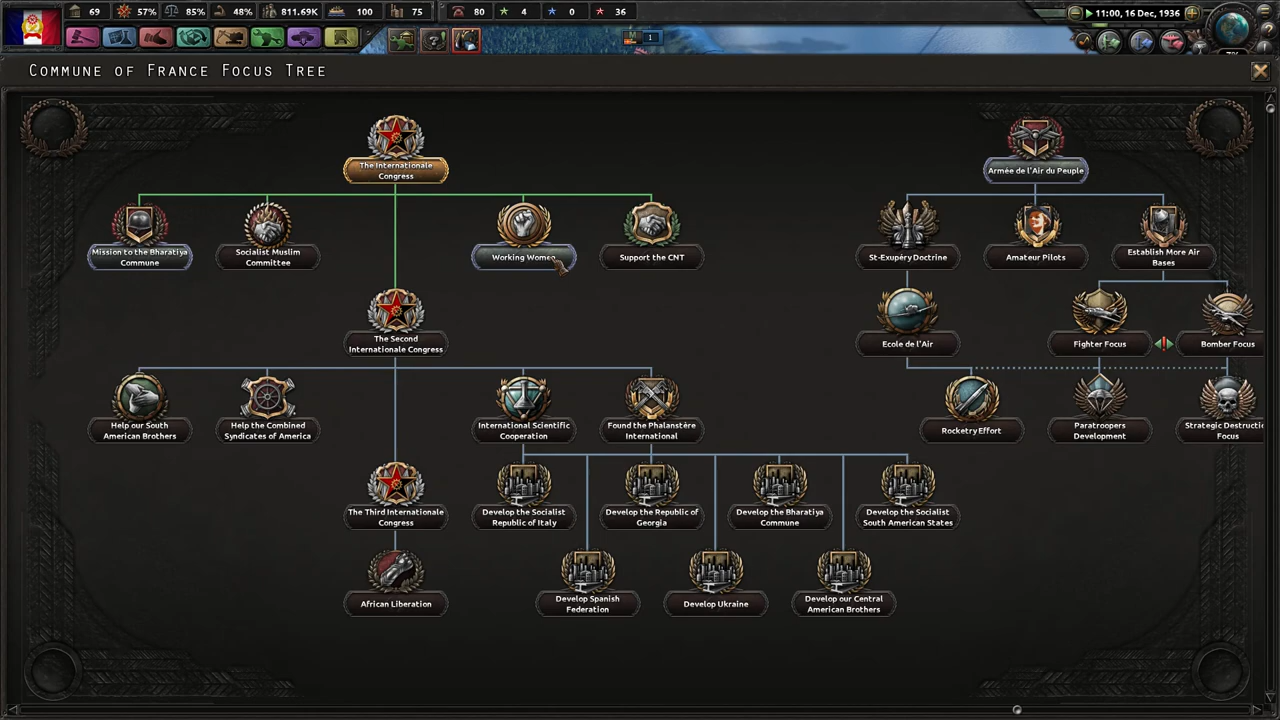 69 57% 85% 48% 811.69K 100 75 80 4 0 36 11:00, 16 Dec, 1936
1
Commune of France Focus Tree
The Internationale
Congress
Armée de l'Air du Peuple
Mission to the Bharatiya
Commune
Socialist Muslim
Committee
Working Women
Support the CNT
St-Exupéry Doctrine
Amateur Pilots
Establish More Air
Bases
The Second
Internationale Congress
Ecole de l'Air
Fighter Focus
Bomber Focus
Help our South
American Brothers
Help the Combined
Syndicates of America
International Scientific
Cooperation
Found the Phalanstére
International
Rocketry Effort
Paratroopers
Development
Strategic Destructio
Focus
The Third Internationale
Congress
Develop the Socialist
Republic of Italy
Develop the Republic of
Georgia
Develop the Bharatiya
Commune
Develop the Socialist
South American States
African Liberation
Develop Spanish
Federation
Develop Ukraine
Develop our Central
American Brothers